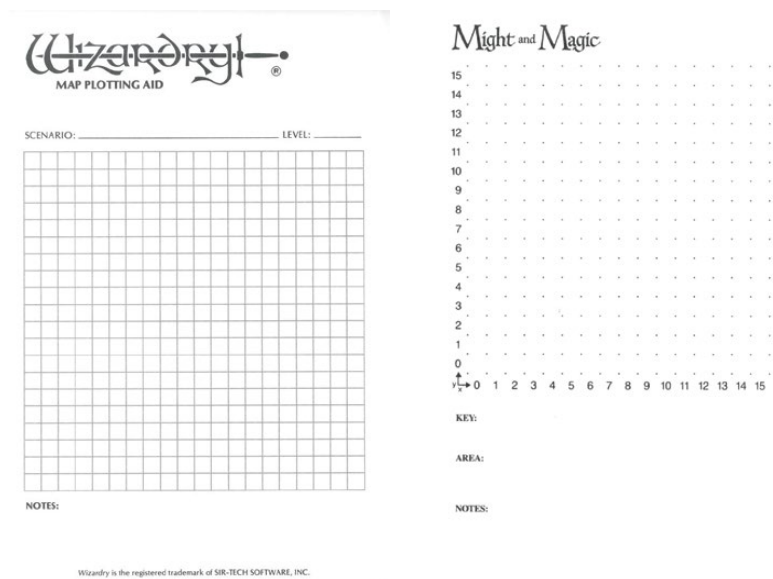 Wizardry ®
MAP PLOTTING AID
SCENARIO: LEVEL:
NOTES:
Wizardry is the registered trademark of SIR-TECH SOFTWARE, INC.
Might and Magic
15
14
13
12
11
10
9
8
7
6
5
4
3
2
1
0
y
x 0 1 2 3 4 5 6 7 8 9 10 11 12 13 14 15
KEY:
AREA:
NOTES: